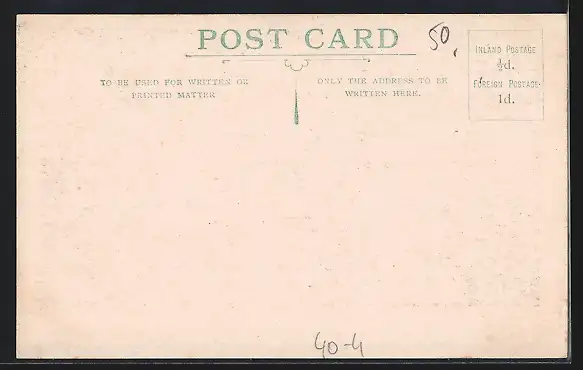 POST CARD
50.
INLAND POSTAGE
½d.
FOREIGN POSTAGE
1d.
TO BE USED FOR WRITTEN OR
PRINTED MATTER
ONLY THE ADDRESS TO BE
WRITTEN HERE.
40-4